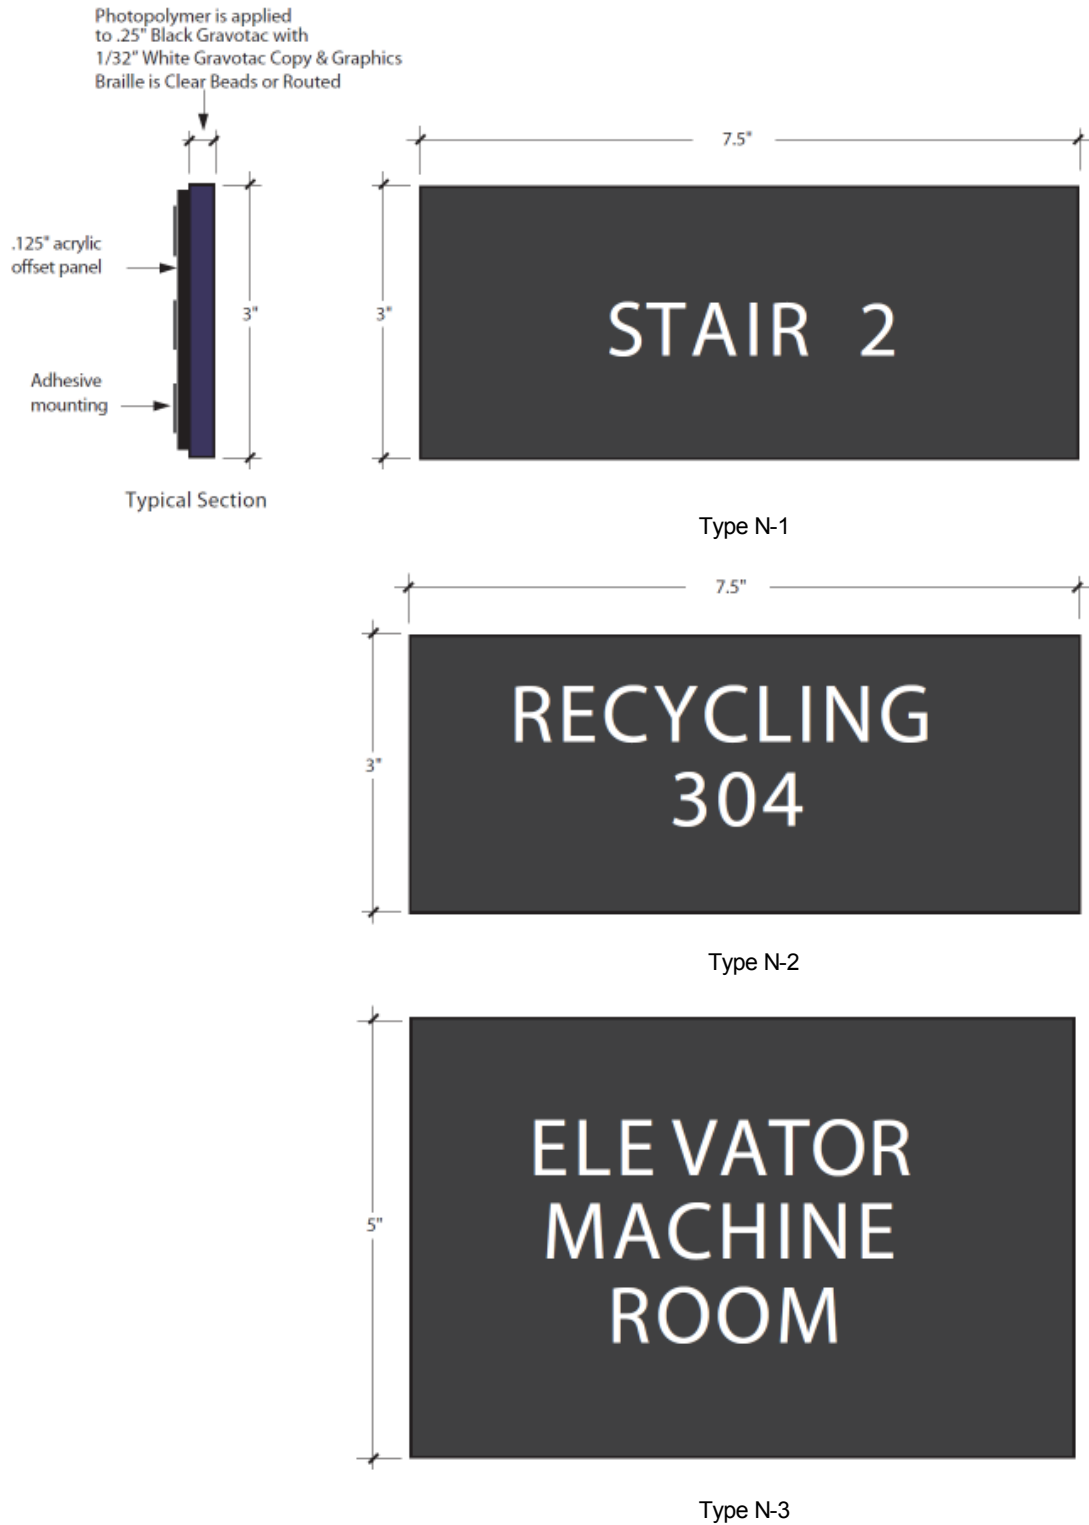 Photopolymer is applied
to .25" Black Gravotac with
1/32" White Gravotac Copy & Graphics
Braille is Clear Beads or Routed
7.5"
.125" acrylic
offset panel
3"
3"
STAIR 2
Adhesive
mounting
Typical Section
Type N-1
7.5"
RECYCLING
3"
304
Type N-2
ELEVATOR
MACHINE
5"
ROOM
Type N-3